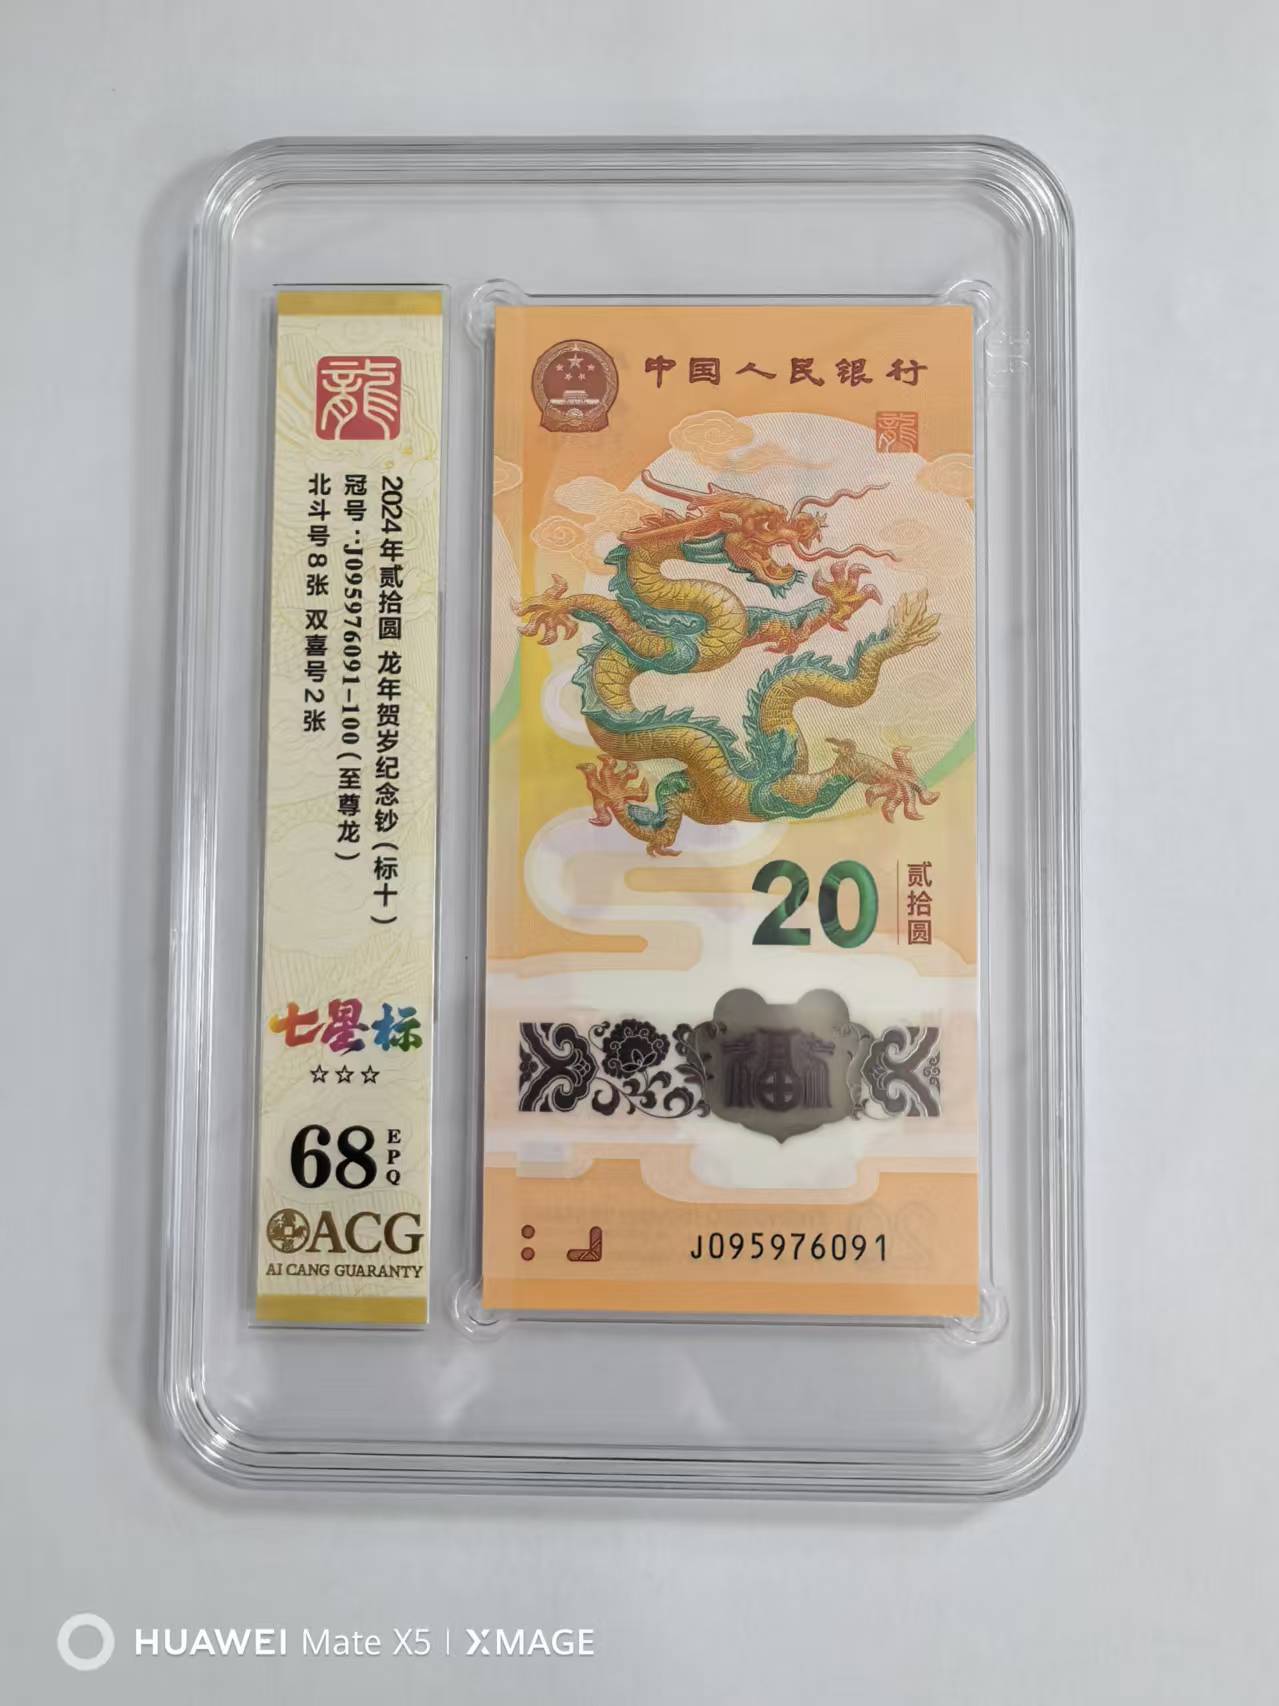 龍
2024年贰拾圆 龙年贺岁纪念钞(标十)
冠号:J095976091-100(至尊龙)
北斗号8张 双喜号2张
七星标
☆☆☆
68 EPQ
ACG
AI CANG GUARANTY
中国人民银行
龍
20 贰拾圆
J095976091
HUAWEI Mate X5 | XMAGE